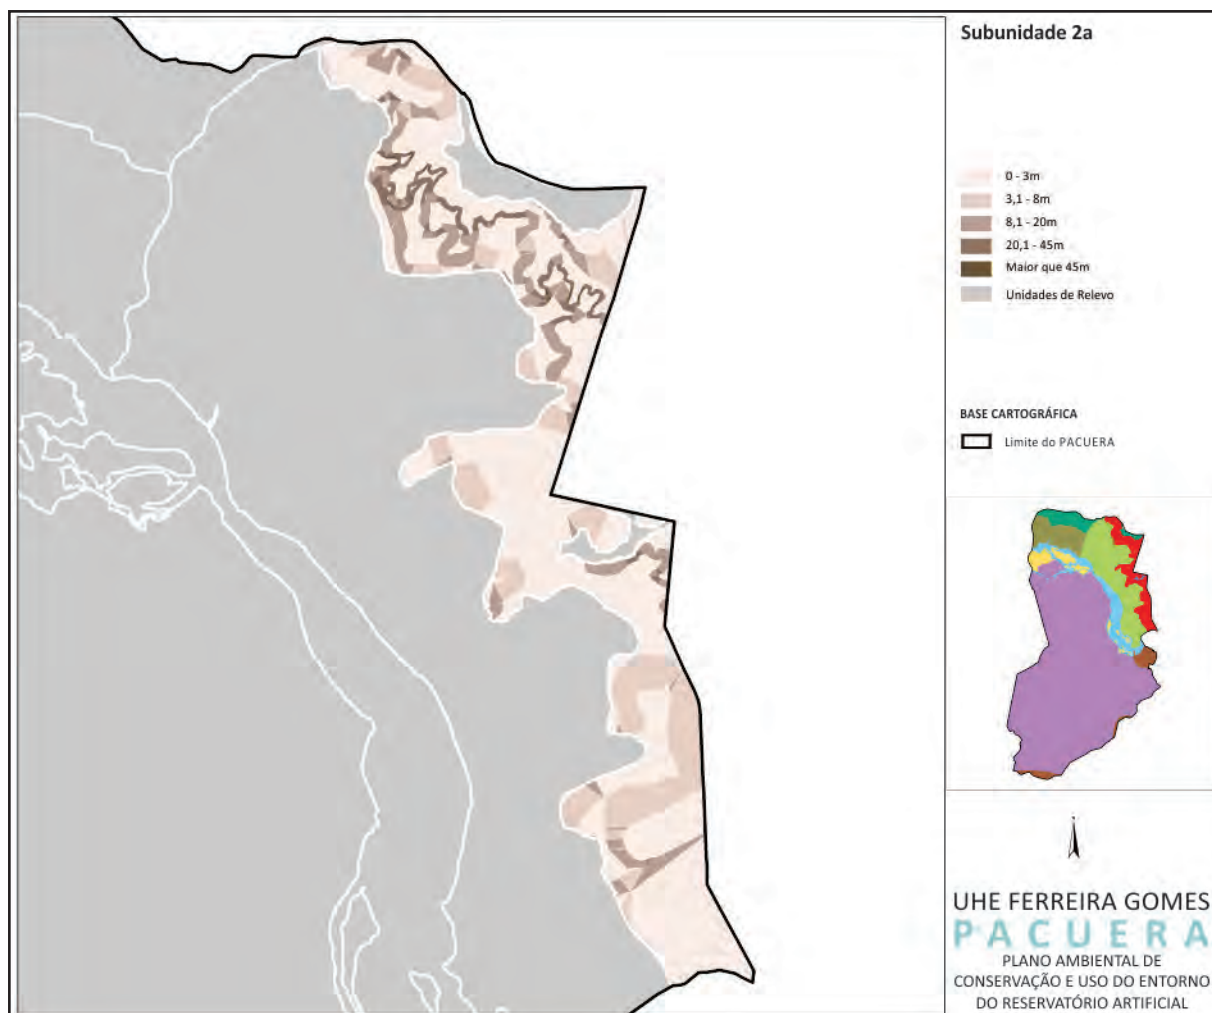 Subunidade 2a
0 - 3m
3,1 - 8m
8,1 - 20m
20,1 - 45m
Maior que 45m
Unidades de Relevo
BASE CARTOGRÁFICA
Limite do PACUERA
UHE FERREIRA GOMES
PACUERA
PLANO AMBIENTAL DE
CONSERVAÇÃO E USO DO ENTORNO
DO RESERVATÓRIO ARTIFICIAL